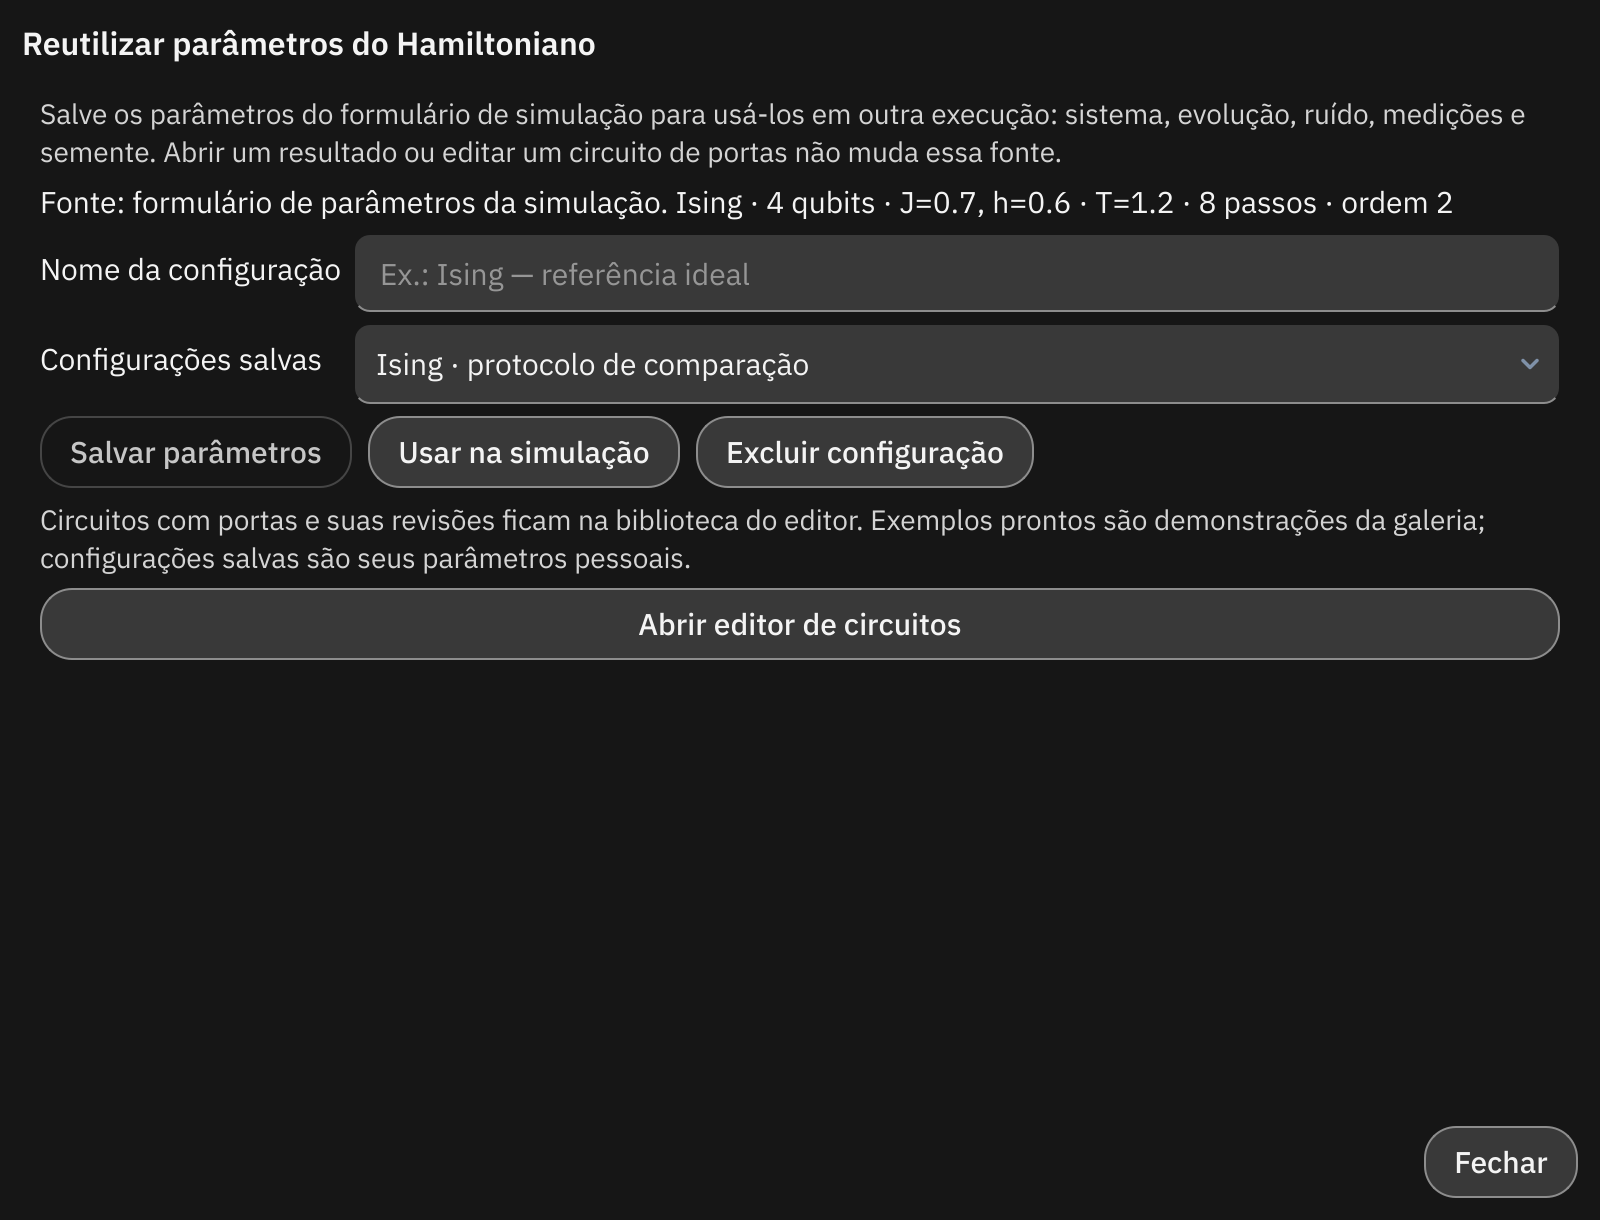 Reutilizar parâmetros do Hamiltoniano
Salve os parâmetros do formulário de simulação para usá-los em outra execução: sistema, evolução, ruído, medições e
semente. Abrir um resultado ou editar um circuito de portas não muda essa fonte.
Fonte: formulário de parâmetros da simulação. Ising · 4 qubits · J=0.7, h=0.6 · T=1.2 · 8 passos · ordem 2
Nome da configuração Ex.: Ising — referência ideal
Configurações salvas Ising · protocolo de comparação
Salvar parâmetros Usar na simulação Excluir configuração
Circuitos com portas e suas revisões ficam na biblioteca do editor. Exemplos prontos são demonstrações da galeria;
configurações salvas são seus parâmetros pessoais.
Abrir editor de circuitos
Fechar